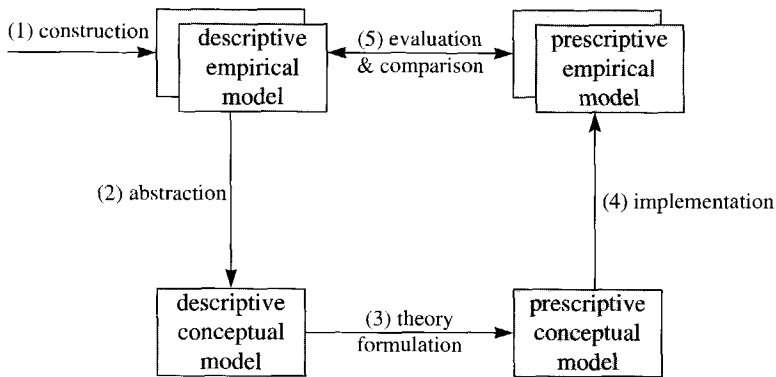 (1) construction
descriptive
empirical
model
(5) evaluation
& comparison
prescriptive
empirical
model
(2) abstraction
(4) implementation
descriptive
conceptual
model
(3) theory
formulation
prescriptive
conceptual
model